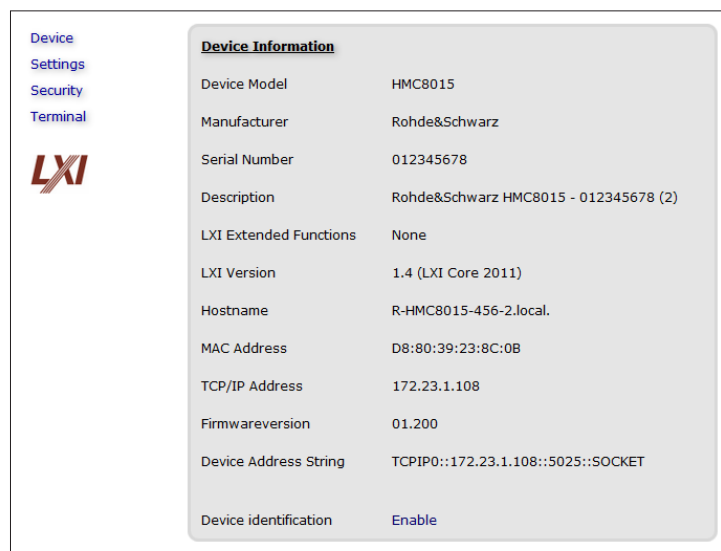 Device
Settings
Security
Terminal
LXI
Device Information
Device Model HMC8015
Manufacturer Rohde&Schwarz
Serial Number 012345678
Description Rohde&Schwarz HMC8015 - 012345678 (2)
LXI Extended Functions None
LXI Version 1.4 (LXI Core 2011)
Hostname R-HMC8015-456-2.local.
MAC Address D8:80:39:23:8C:0B
TCP/IP Address 172.23.1.108
Firmwareversion 01.200
Device Address String TCPIP0::172.23.1.108::5025::SOCKET
Device identification Enable